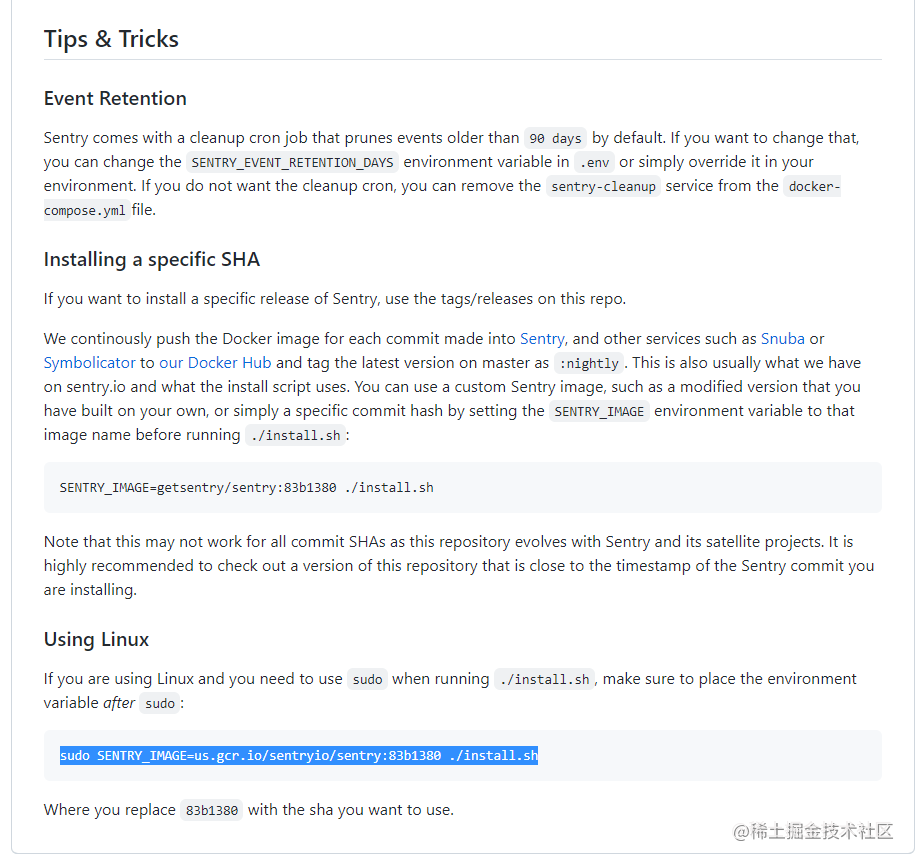 Tips & Tricks
Event Retention
Sentry comes with a cleanup cron job that prunes events older than 90 days by default. If you want to change that,
you can change the SENTRY_EVENT_RETENTION_DAYS environment variable in .env or simply override it in your
environment. If you do not want the cleanup cron, you can remove the sentry-cleanup service from the docker-
compose.yml file.
Installing a specific SHA
If you want to install a specific release of Sentry, use the tags/releases on this repo.
We continously push the Docker image for each commit made into Sentry, and other services such as Snuba or
Symbolicator to our Docker Hub and tag the latest version on master as :nightly. This is also usually what we have
on sentry.io and what the install script uses. You can use a custom Sentry image, such as a modified version that you
have built on your own, or simply a specific commit hash by setting the SENTRY_IMAGE environment variable to that
image name before running ./install.sh:
SENTRY_IMAGE=getsentry/sentry:83b1380 ./install.sh
Note that this may not work for all commit SHAs as this repository evolves with Sentry and its satellite projects. It is
highly recommended to check out a version of this repository that is close to the timestamp of the Sentry commit you
are installing.
Using Linux
If you are using Linux and you need to use sudo when running ./install.sh, make sure to place the environment
variable after sudo:
sudo SENTRY_IMAGE=us.gcr.io/sentryio/sentry:83b1380 ./install.sh
Where you replace 83b1380 with the sha you want to use.
@稀土掘金技术社区